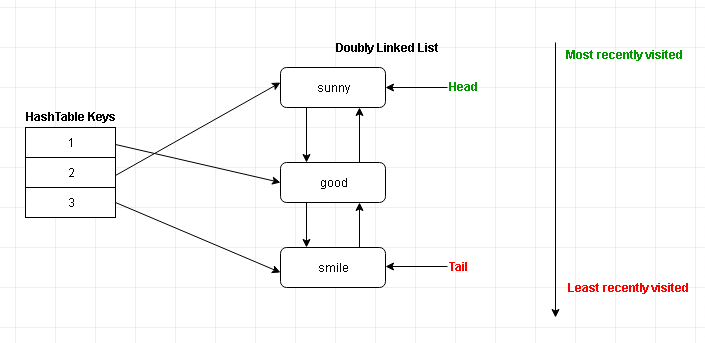 Doubly Linked List
Most recently visited
sunny
Head
HashTable Keys
1
2
good
3
smile
Tail
Least recently visited